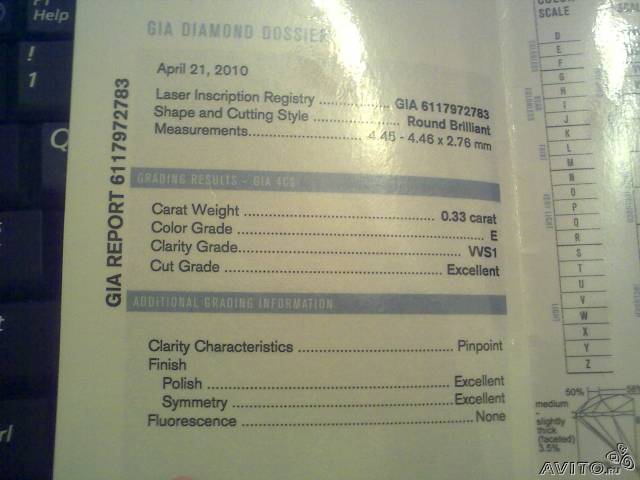 Help
!
1
Q
GIA REPORT 6117972783
GIA DIAMOND DOSSIER
April 21, 2010
Laser Inscription Registry ........ GIA 6117972783
Shape and Cutting Style ........ Round Brilliant
Measurements........ 4.45 - 4.46 x 2.76 mm
GRADING RESULTS - GIA 4CS
Carat Weight ........ 0.33 carat
Color Grade ........ E
Clarity Grade........ VVS1
Cut Grade ........ Excellent
ADDITIONAL GRADING INFORMATION
Clarity Characteristics ........ Pinpoint
Finish
Polish ........ Excellent
Symmetry ........ Excellent
Fluorescence ........ None
SCALE
D
E
F
G
H
I
J
K
L
M
N
O
P
Q
R
S
T
U
V
W
X
Y
Z
50%
medium
-
slightly
thick
(faceted)
3.5%
AVITO.RU